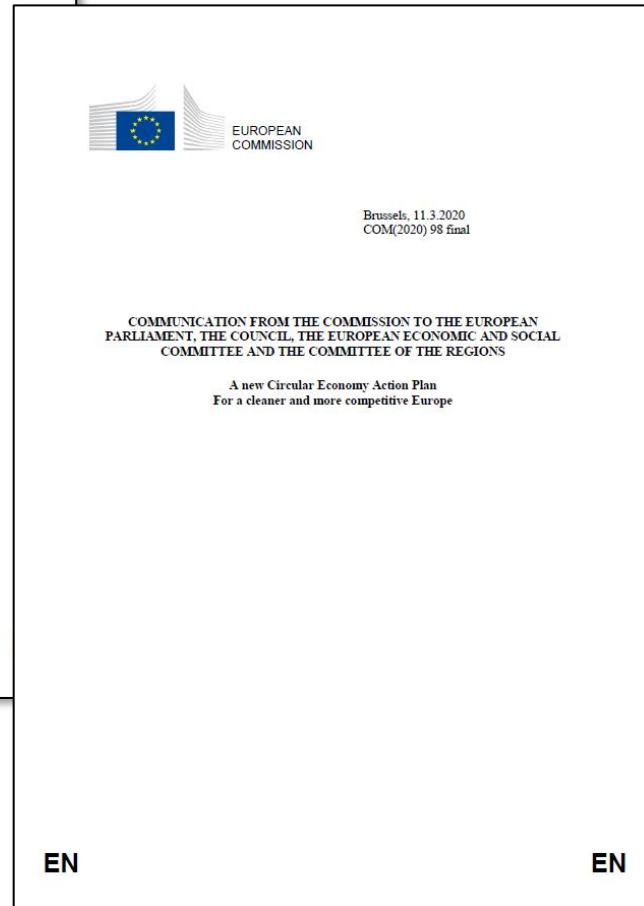 EUROPEAN
COMMISSION
Brussels, 11.3.2020
COM(2020) 98 final
COMMUNICATION FROM THE COMMISSION TO THE EUROPEAN
PARLIAMENT, THE COUNCIL, THE EUROPEAN ECONOMIC AND SOCIAL
COMMITTEE AND THE COMMITTEE OF THE REGIONS
A new Circular Economy Action Plan
For a cleaner and more competitive Europe
EN
EN